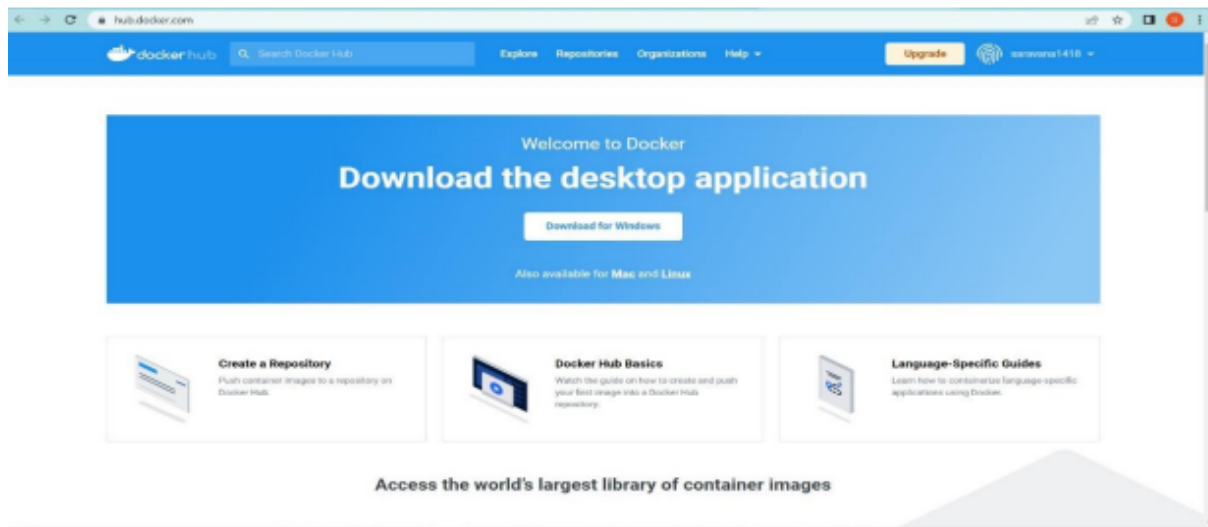 hub.docker.com
dockerhub
Search Docker Hub
Explore Repositories Organizations Help
Upgrade
saravana1418
Welcome to Docker
Download the desktop application
Download for Windows
Also available for Mac and Linux
Create a Repository
Push container images to a repository on
Docker Hub.
Docker Hub Basics
Watch the guide on how to create and push
your first image into a Docker Hub
repository.
Language-Specific Guides
Learn how to containerize language-specific
applications using Docker.
Access the world's largest library of container images